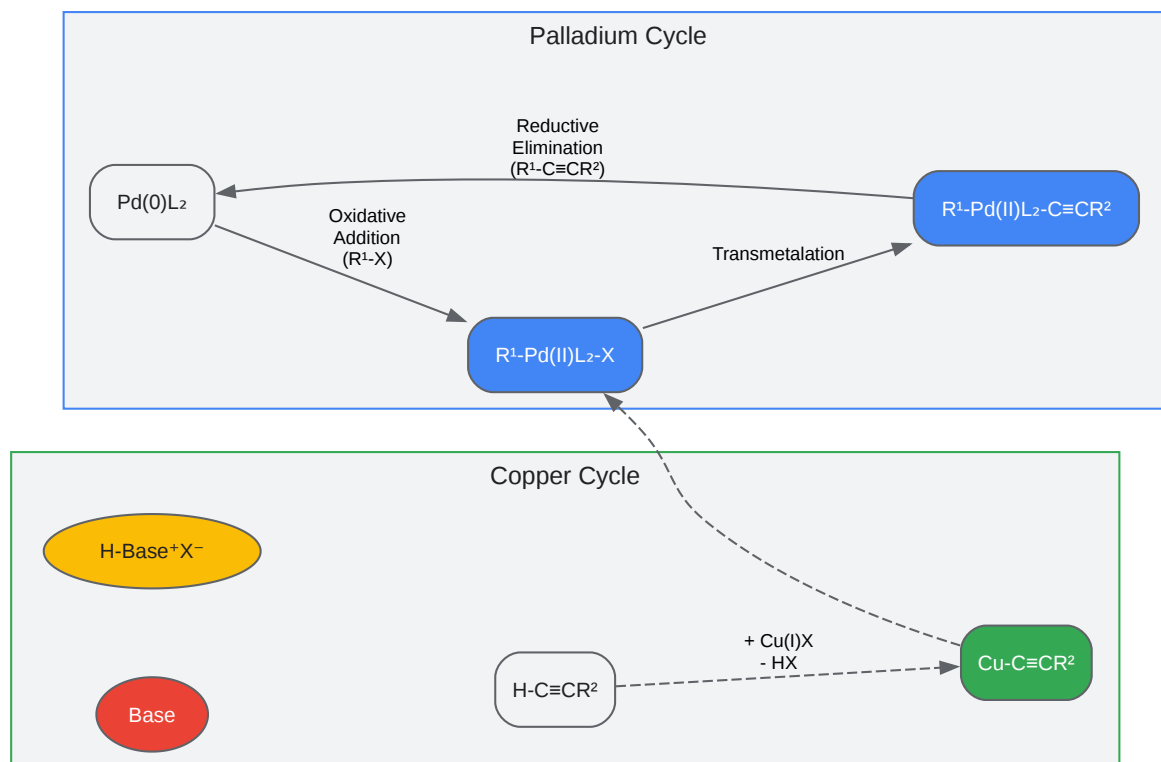 Palladium Cycle
Reductive
Elimination
(R¹-C≡CR²)
Pd(0)L₂
R¹-Pd(II)L₂-C≡CR²
Oxidative
Addition
(R¹-X)
Transmetalation
R¹-Pd(II)L₂-X
Copper Cycle
H-Base⁺X⁻
+ Cu(I)X
- HX
Cu-C≡CR²
H-C≡CR²
Base